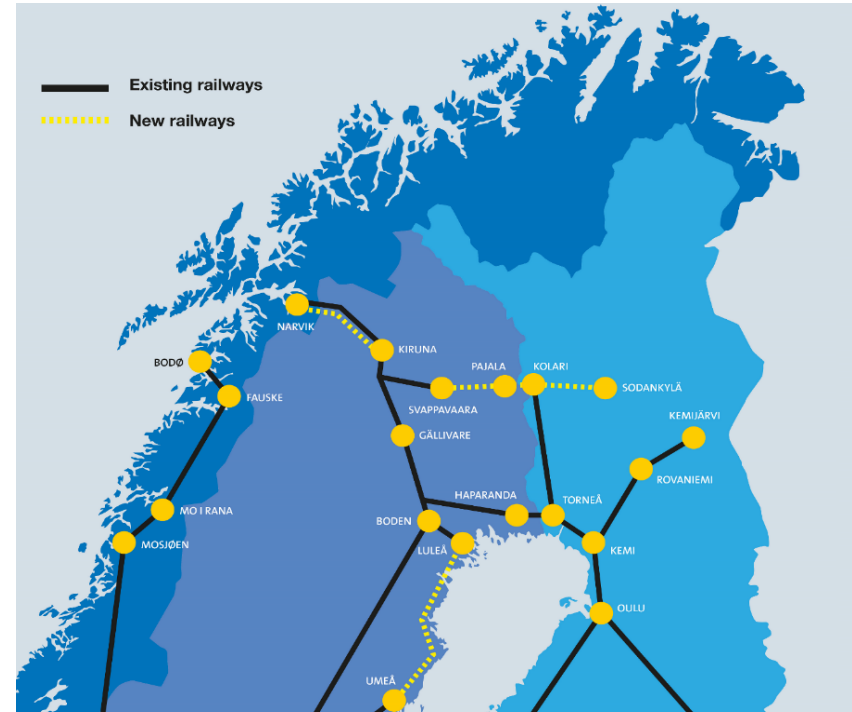 Existing railways
New railways
NARVIK
KIRUNA
BODØ
PAJALA
KOLARI
FAUSKE
SVAPPAVAARA
SODANKYLÄ
KEMIJÄRVI
GÄLLIVARE
ROVANIEMI
HAPARANDA
TORNEÅ
MO I RANA
BODEN
MOSJØEN
LULEÅ
KEMI
OULU
UMEÅ